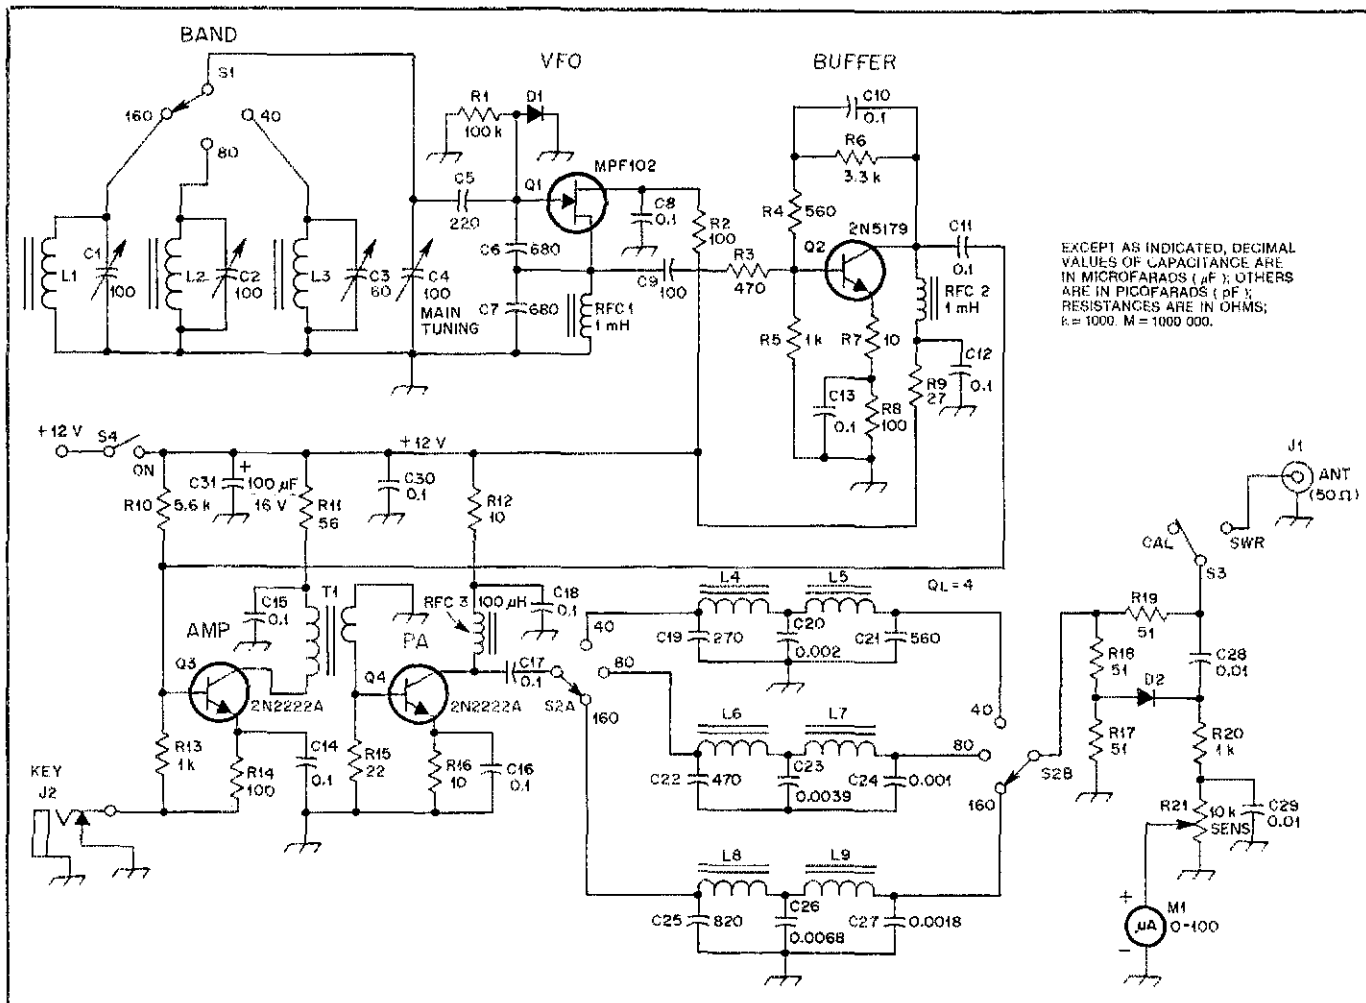 BAND
VFO
BUFFER
S1
160
40
80
R1
100 k
D1
C10
0.1
R6
3.3 k
MPF102
Q1
C5
220
C8
0.1
R2
100
R4
560
2N5179
Q2
C11
0.1
R3
470
C6
680
C9
100
C7
680
RFC 1
1 mH
RFC 2
1 mH
L1
C1
100
L2
C2
100
L3
C3
60
C4
100
MAIN
TUNING
R5
1 k
R7
10
C12
0.1
R9
27
C13
0.1
R8
100
EXCEPT AS INDICATED, DECIMAL
VALUES OF CAPACITANCE ARE
IN MICROFARADS ( µF ); OTHERS
ARE IN PICOFARADS ( pF );
RESISTANCES ARE IN OHMS;
k = 1000. M = 1000 000.
+12 V
S4
ON
+12 V
R10
5.6 k
C31
+
100 µF
16 V
R11
56
C30
0.1
R12
10
J1
ANT
(50 Ω)
CAL
SWR
S3
C15
0.1
T1
RFC 3
100 µH
C18
0.1
AMP
PA
Q3
2N2222A
Q4
2N2222A
C17
0.1
S2A
40
80
160
L4
L5
QL = 4
C19
270
C20
0.002
C21
560
L6
L7
C22
470
C23
0.0039
C24
0.001
L8
L9
C25
820
C26
0.0068
C27
0.0018
40
80
160
S2B
R19
51
R18
51
C28
0.01
D2
R17
51
R20
1 k
R21
10 k
SENS
C29
0.01
R13
1 k
R14
100
C14
0.1
R15
22
R16
10
C16
0.1
KEY
J2
+
µA
−
M1
0-100